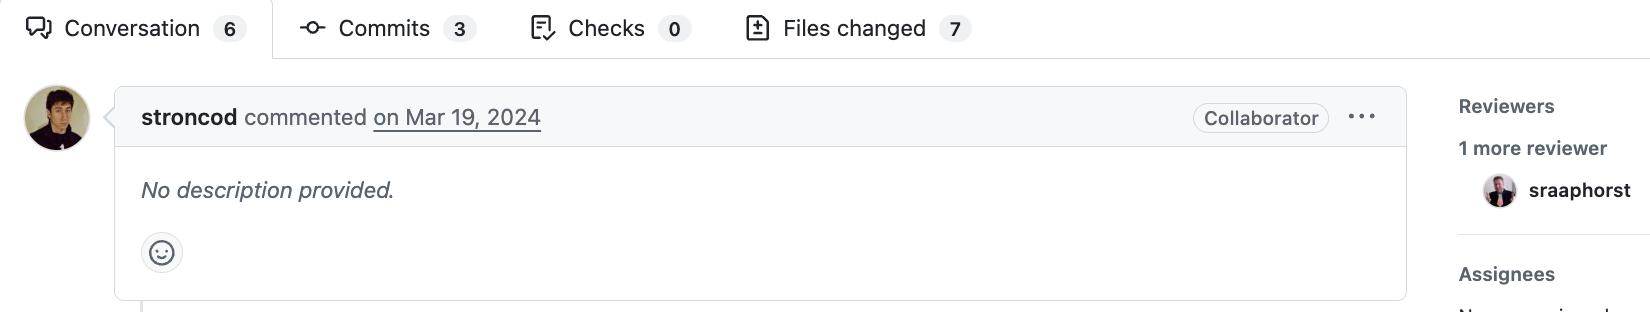 Conversation 6 Commits 3 Checks 0 Files changed 7
stroncod commented on Mar 19, 2024 Collaborator ...
No description provided.
Reviewers
1 more reviewer
sraaphorst
Assignees